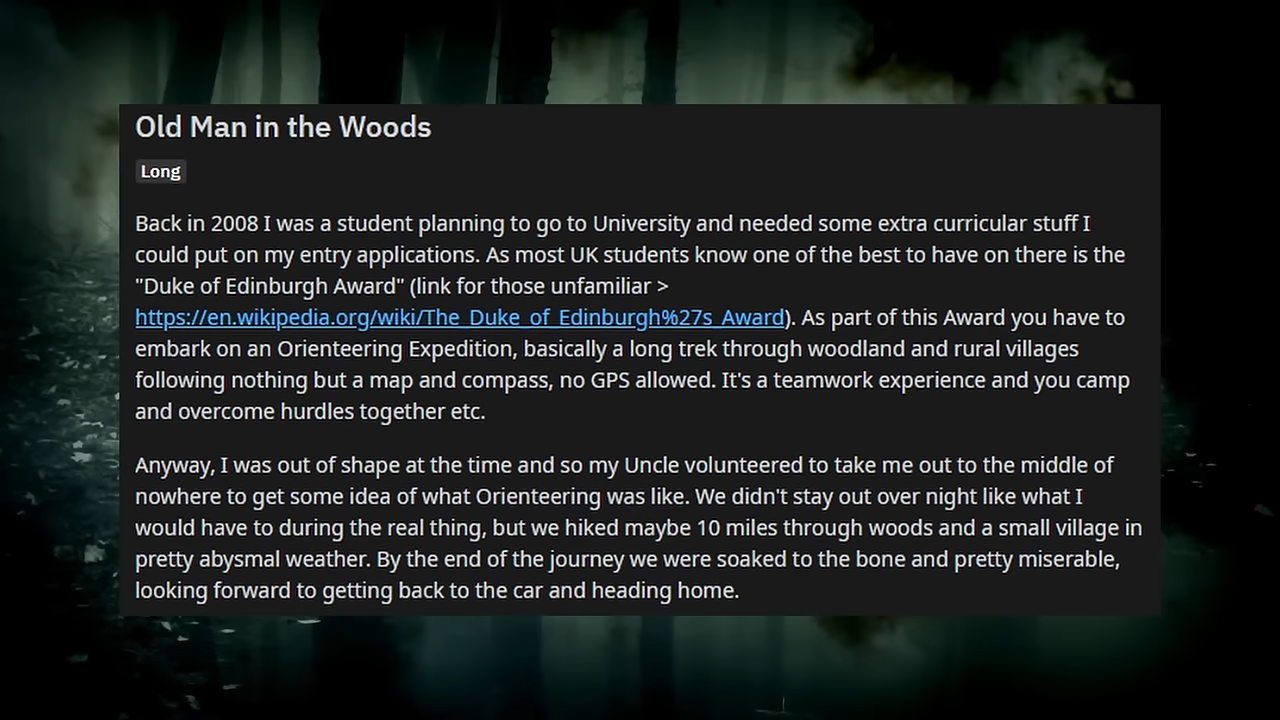 Old Man in the Woods
Long
Back in 2008 I was a student planning to go to University and needed some extra curricular stuff I
could put on my entry applications. As most UK students know one of the best to have on there is the
"Duke of Edinburgh Award" (link for those unfamiliar >
https://en.wikipedia.org/wiki/The_Duke_of_Edinburgh%27s_Award). As part of this Award you have to
embark on an Orienteering Expedition, basically a long trek through woodland and rural villages
following nothing but a map and compass, no GPS allowed. It's a teamwork experience and you camp
and overcome hurdles together etc.
Anyway, I was out of shape at the time and so my Uncle volunteered to take me out to the middle of
nowhere to get some idea of what Orienteering was like. We didn't stay out over night like what I
would have to during the real thing, but we hiked maybe 10 miles through woods and a small village in
pretty abysmal weather. By the end of the journey we were soaked to the bone and pretty miserable,
looking forward to getting back to the car and heading home.